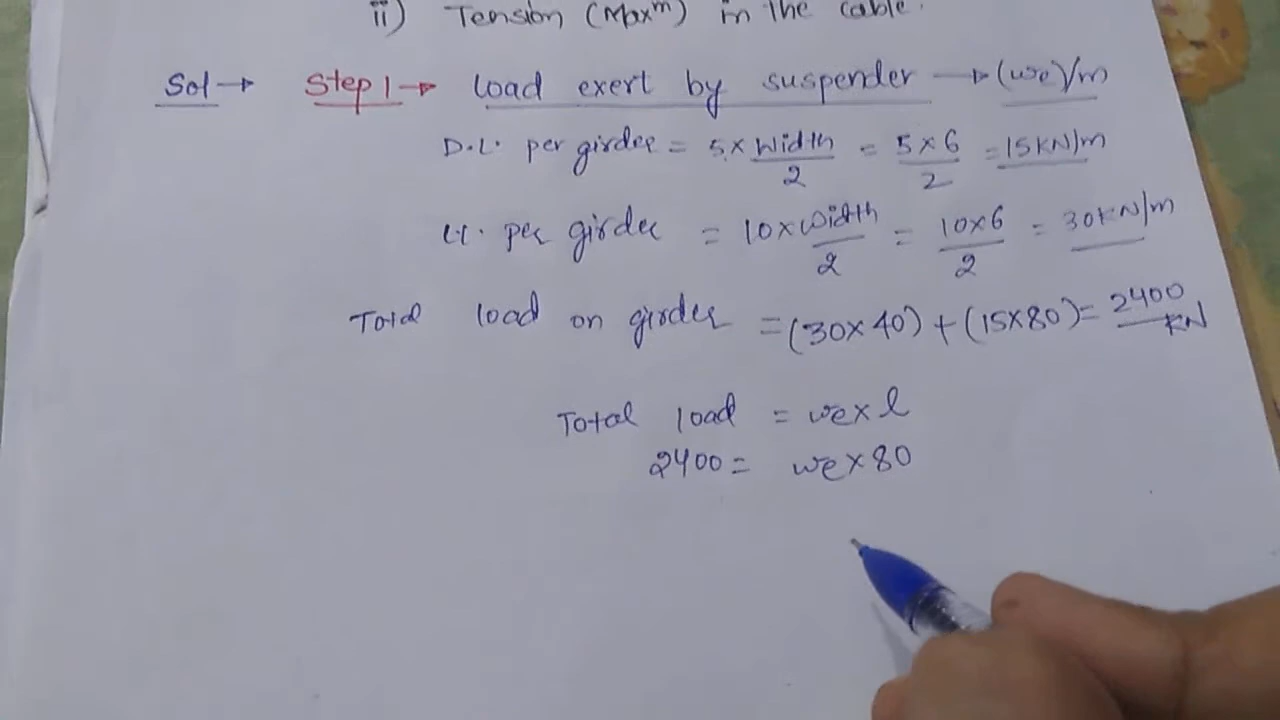 ii) Tension (Maxᵐ) in the cable.
Sol → Step 1 → load exert by suspender → (we)/m
D.L. per girder = 5 x Width/2 = 5 x 6/2 = 15 KN/m
L.L. per girder = 10 x width/2 = 10 x 6/2 = 30 KN/m
Total load on girder = (30 x 40) + (15 x 80) = 2400 KN
Total load = we x l
2400 = we x 80